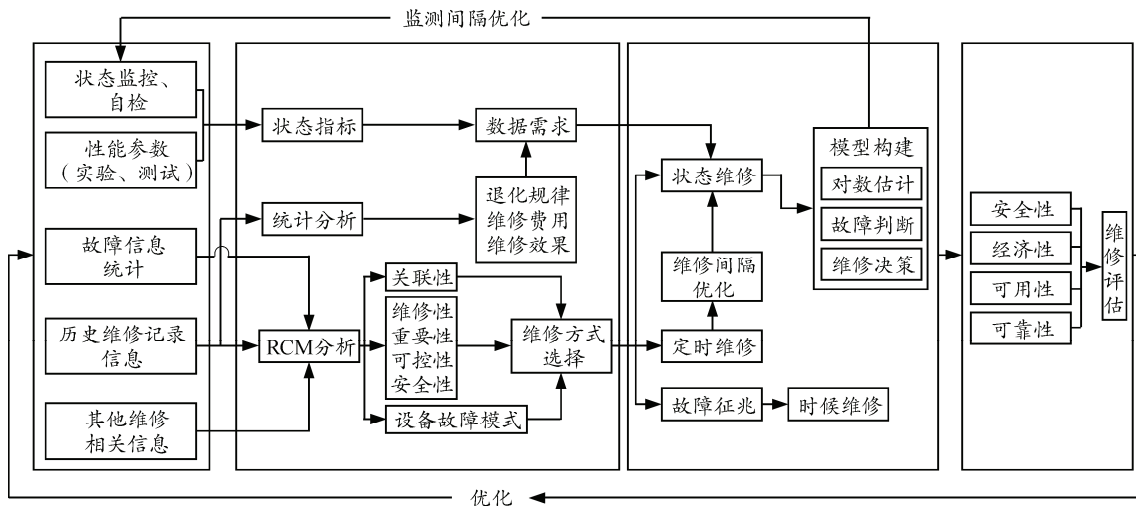 监测间隔优化
状态监控、
自检
性能参数
(实验、测试)
故障信息
统计
历史维修记录
信息
其他维修
相关信息
状态指标
统计分析
RCM分析
数据需求
退化规律
维修费用
维修效果
关联性
维修性
重要性
可控性
安全性
设备故障模式
维修方式
选择
状态维修
维修间隔
优化
定时维修
故障征兆
时候维修
模型构建
对数估计
故障判断
维修决策
安全性
经济性
可用性
可靠性
维修评估
优化